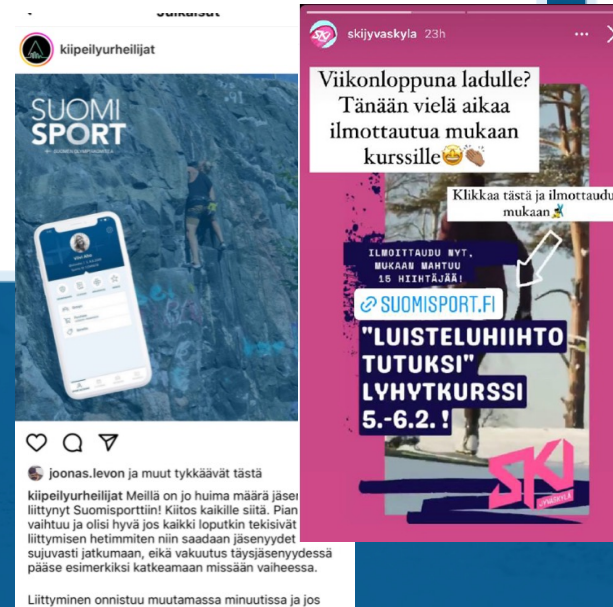 Julkaisut
kiipeilyurheilijat
SUOMI
SPORT
joonas.levon ja muut tykkäävät tästä
kiipeilyurheilijat Meillä on jo huima määrä jäsen
liittynyt Suomisporttiin! Kiitos kaikille siitä. Pian
vaihtuu ja olisi hyvä jos kaikki loputkin tekisivät
liittymisen hetimmiten niin saadaan jäsenyydet
sujuvasti jatkumaan, eikä vakuutus täysjäsenyydessä
pääse esimerkiksi katkeamaan missään vaiheessa.
Liittyminen onnistuu muutamassa minuutissa ja jos
skijyvaskyla 23h
Viikonloppuna ladulle?
Tänään vielä aikaa
ilmottautua mukaan
kurssille🤩👏🏽
Klikkaa tästä ja ilmottaudu
mukaan
ILMOITTAUDU NYT,
MUKAAN MAHTUU
15 HIIHTÄJÄÄ!
SUOMISPORT.FI
"LUISTELUHIIHTO
TUTUKSI"
LYHYTKURSSI
5.-6.2. !
SKI
JYVÄSKYLÄ